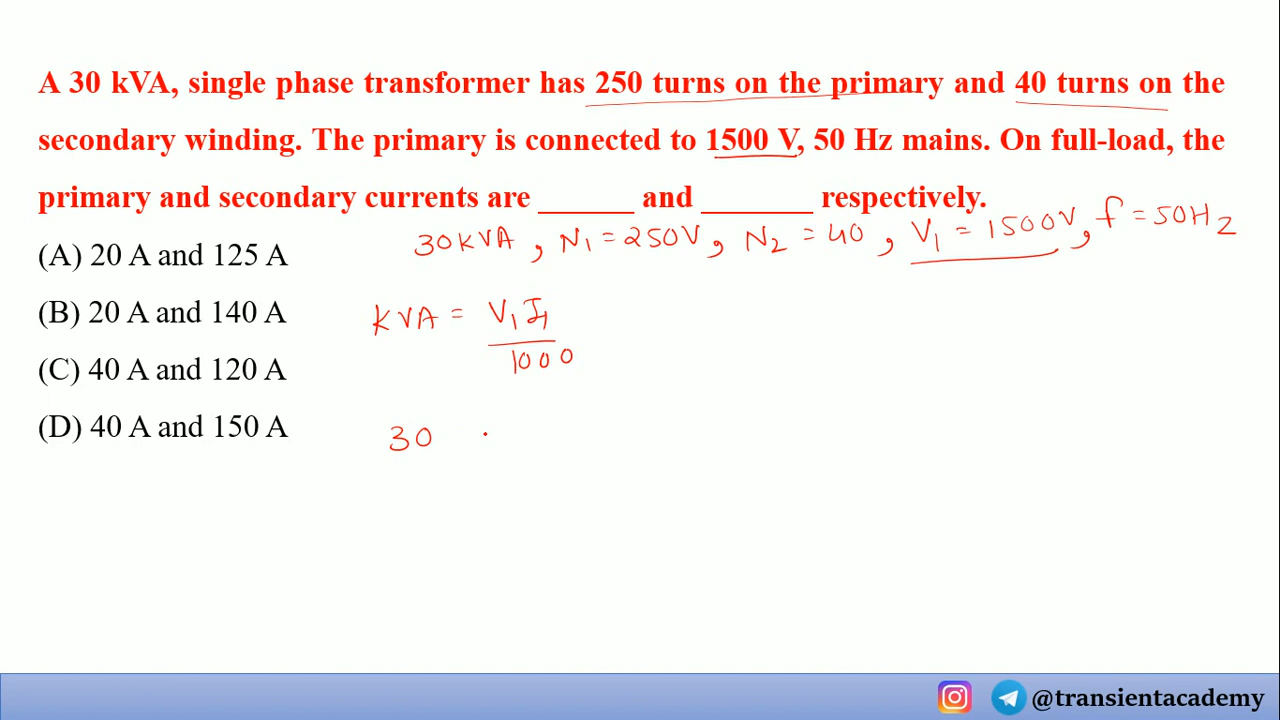 A 30 kVA, single phase transformer has 250 turns on the primary and 40 turns on the
secondary winding. The primary is connected to 1500 V, 50 Hz mains. On full-load, the
primary and secondary currents are ______ and _______ respectively.
30KVA, N1 = 250V, N2 = 40, V1 = 1500V, f = 50HZ
(A) 20 A and 125 A
(B) 20 A and 140 A
KVA = V1 I1
1000
(C) 40 A and 120 A
(D) 40 A and 150 A
30
@transientacademy